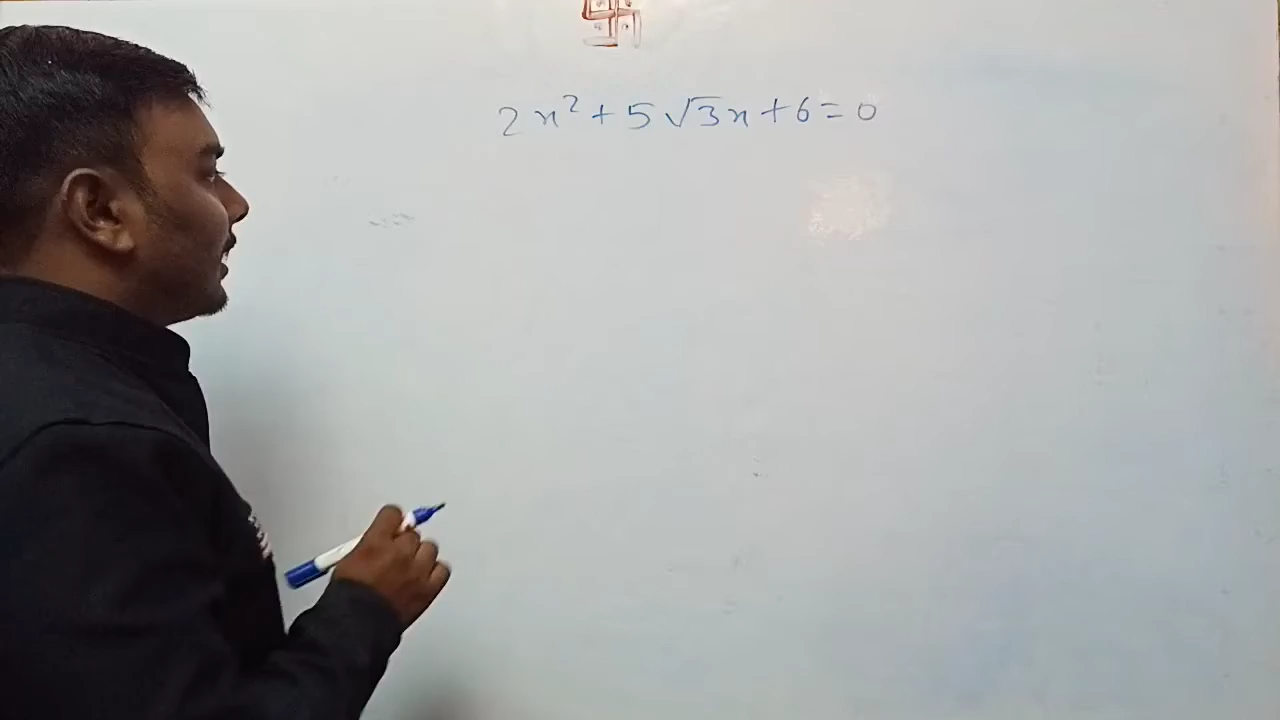 2x² + 5√3x + 6 = 0